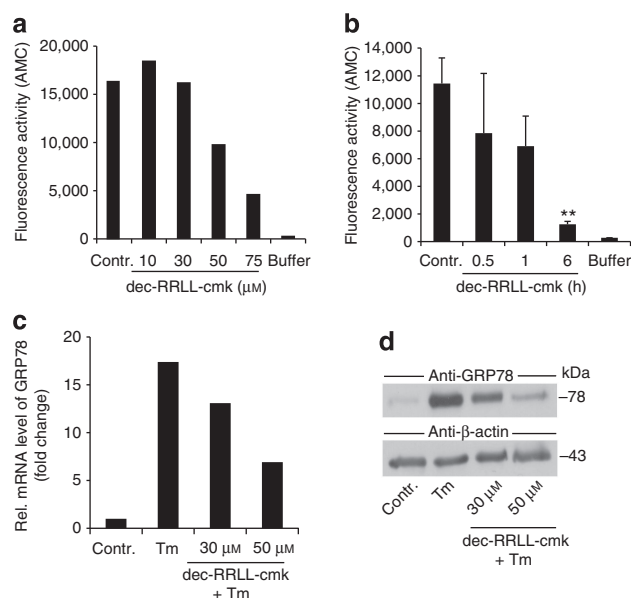 a
Fluorescence activity (AMC)
20,000
15,000
10,000
5,000
0
Contr. 10 30 50 75 Buffer
dec-RRLL-cmk (μM)
b
Fluorescence activity (AMC)
14,000
12,000
10,000
8,000
6,000
4,000
2,000
0
**
Contr. 0.5 1 6 Buffer
dec-RRLL-cmk (h)
c
Rel. mRNA level of GRP78
(fold change)
20
15
10
5
0
Contr. Tm 30 μM 50 μM
dec-RRLL-cmk
+ Tm
d
Anti-GRP78 kDa
–78
Anti-β-actin
–43
Contr. Tm 30 μM 50 μM
dec-RRLL-cmk
+ Tm